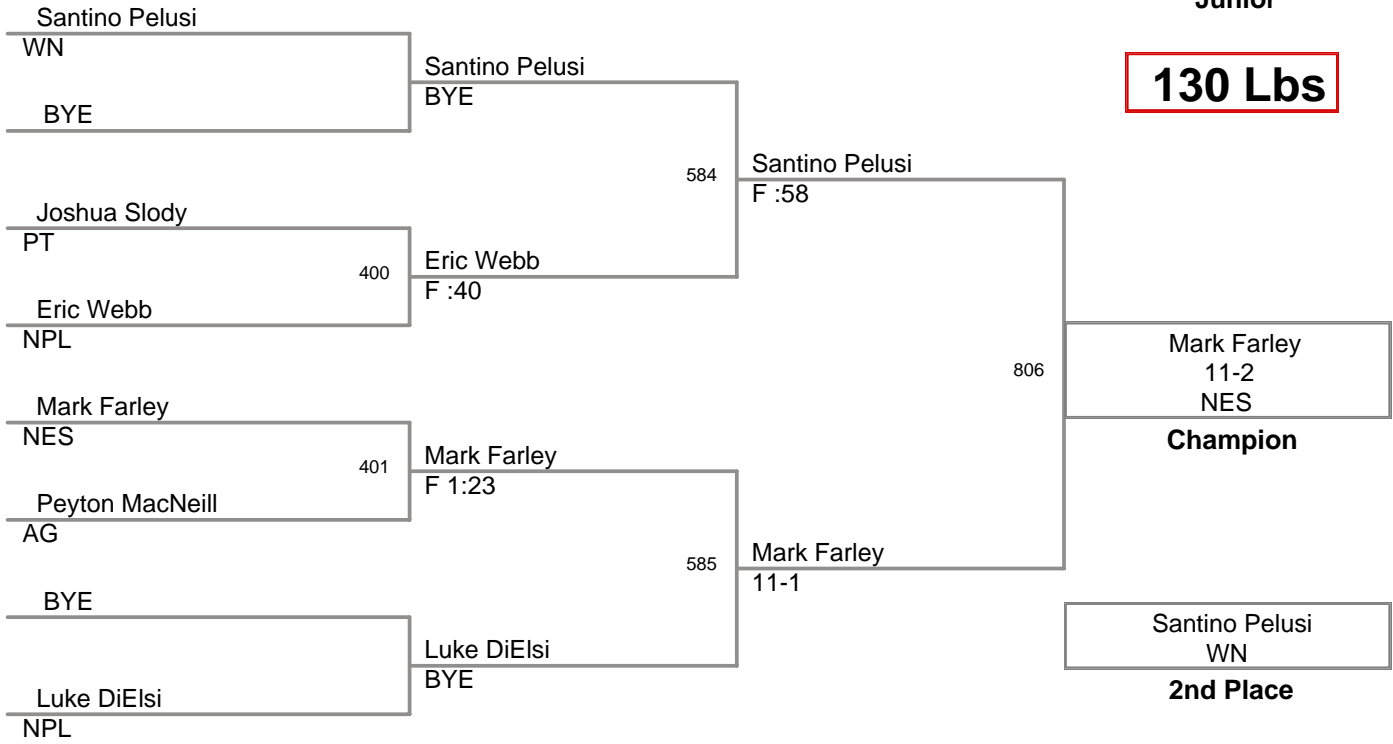 Junior
130 Lbs
Santino Pelusi
WN
BYE
Joshua Slody
PT
400
Eric Webb
NPL
Mark Farley
NES
401
Peyton MacNeill
AG
BYE
Luke DiElsi
NPL
Santino Pelusi
BYE
584
Eric Webb
F :40
Mark Farley
F 1:23
585
Luke DiElsi
BYE
Santino Pelusi
F :58
806
Mark Farley
11-1
Mark Farley
11-2
NES
Champion
Santino Pelusi
WN
2nd Place